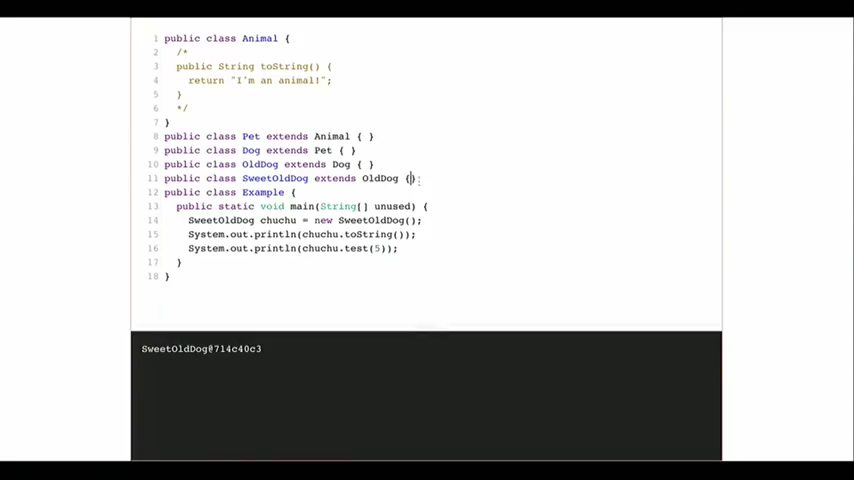 1 public class Animal {
2 /*
3 public String toString() {
4 return "I'm an animal!";
5 }
6 */
7 }
8 public class Pet extends Animal { }
9 public class Dog extends Pet { }
10 public class OldDog extends Dog { }
11 public class SweetOldDog extends OldDog {}
12 public class Example {
13 public static void main(String[] unused) {
14 SweetOldDog chuchu = new SweetOldDog();
15 System.out.println(chuchu.toString());
16 System.out.println(chuchu.test(5));
17 }
18 }
SweetOldDog@714c40c3